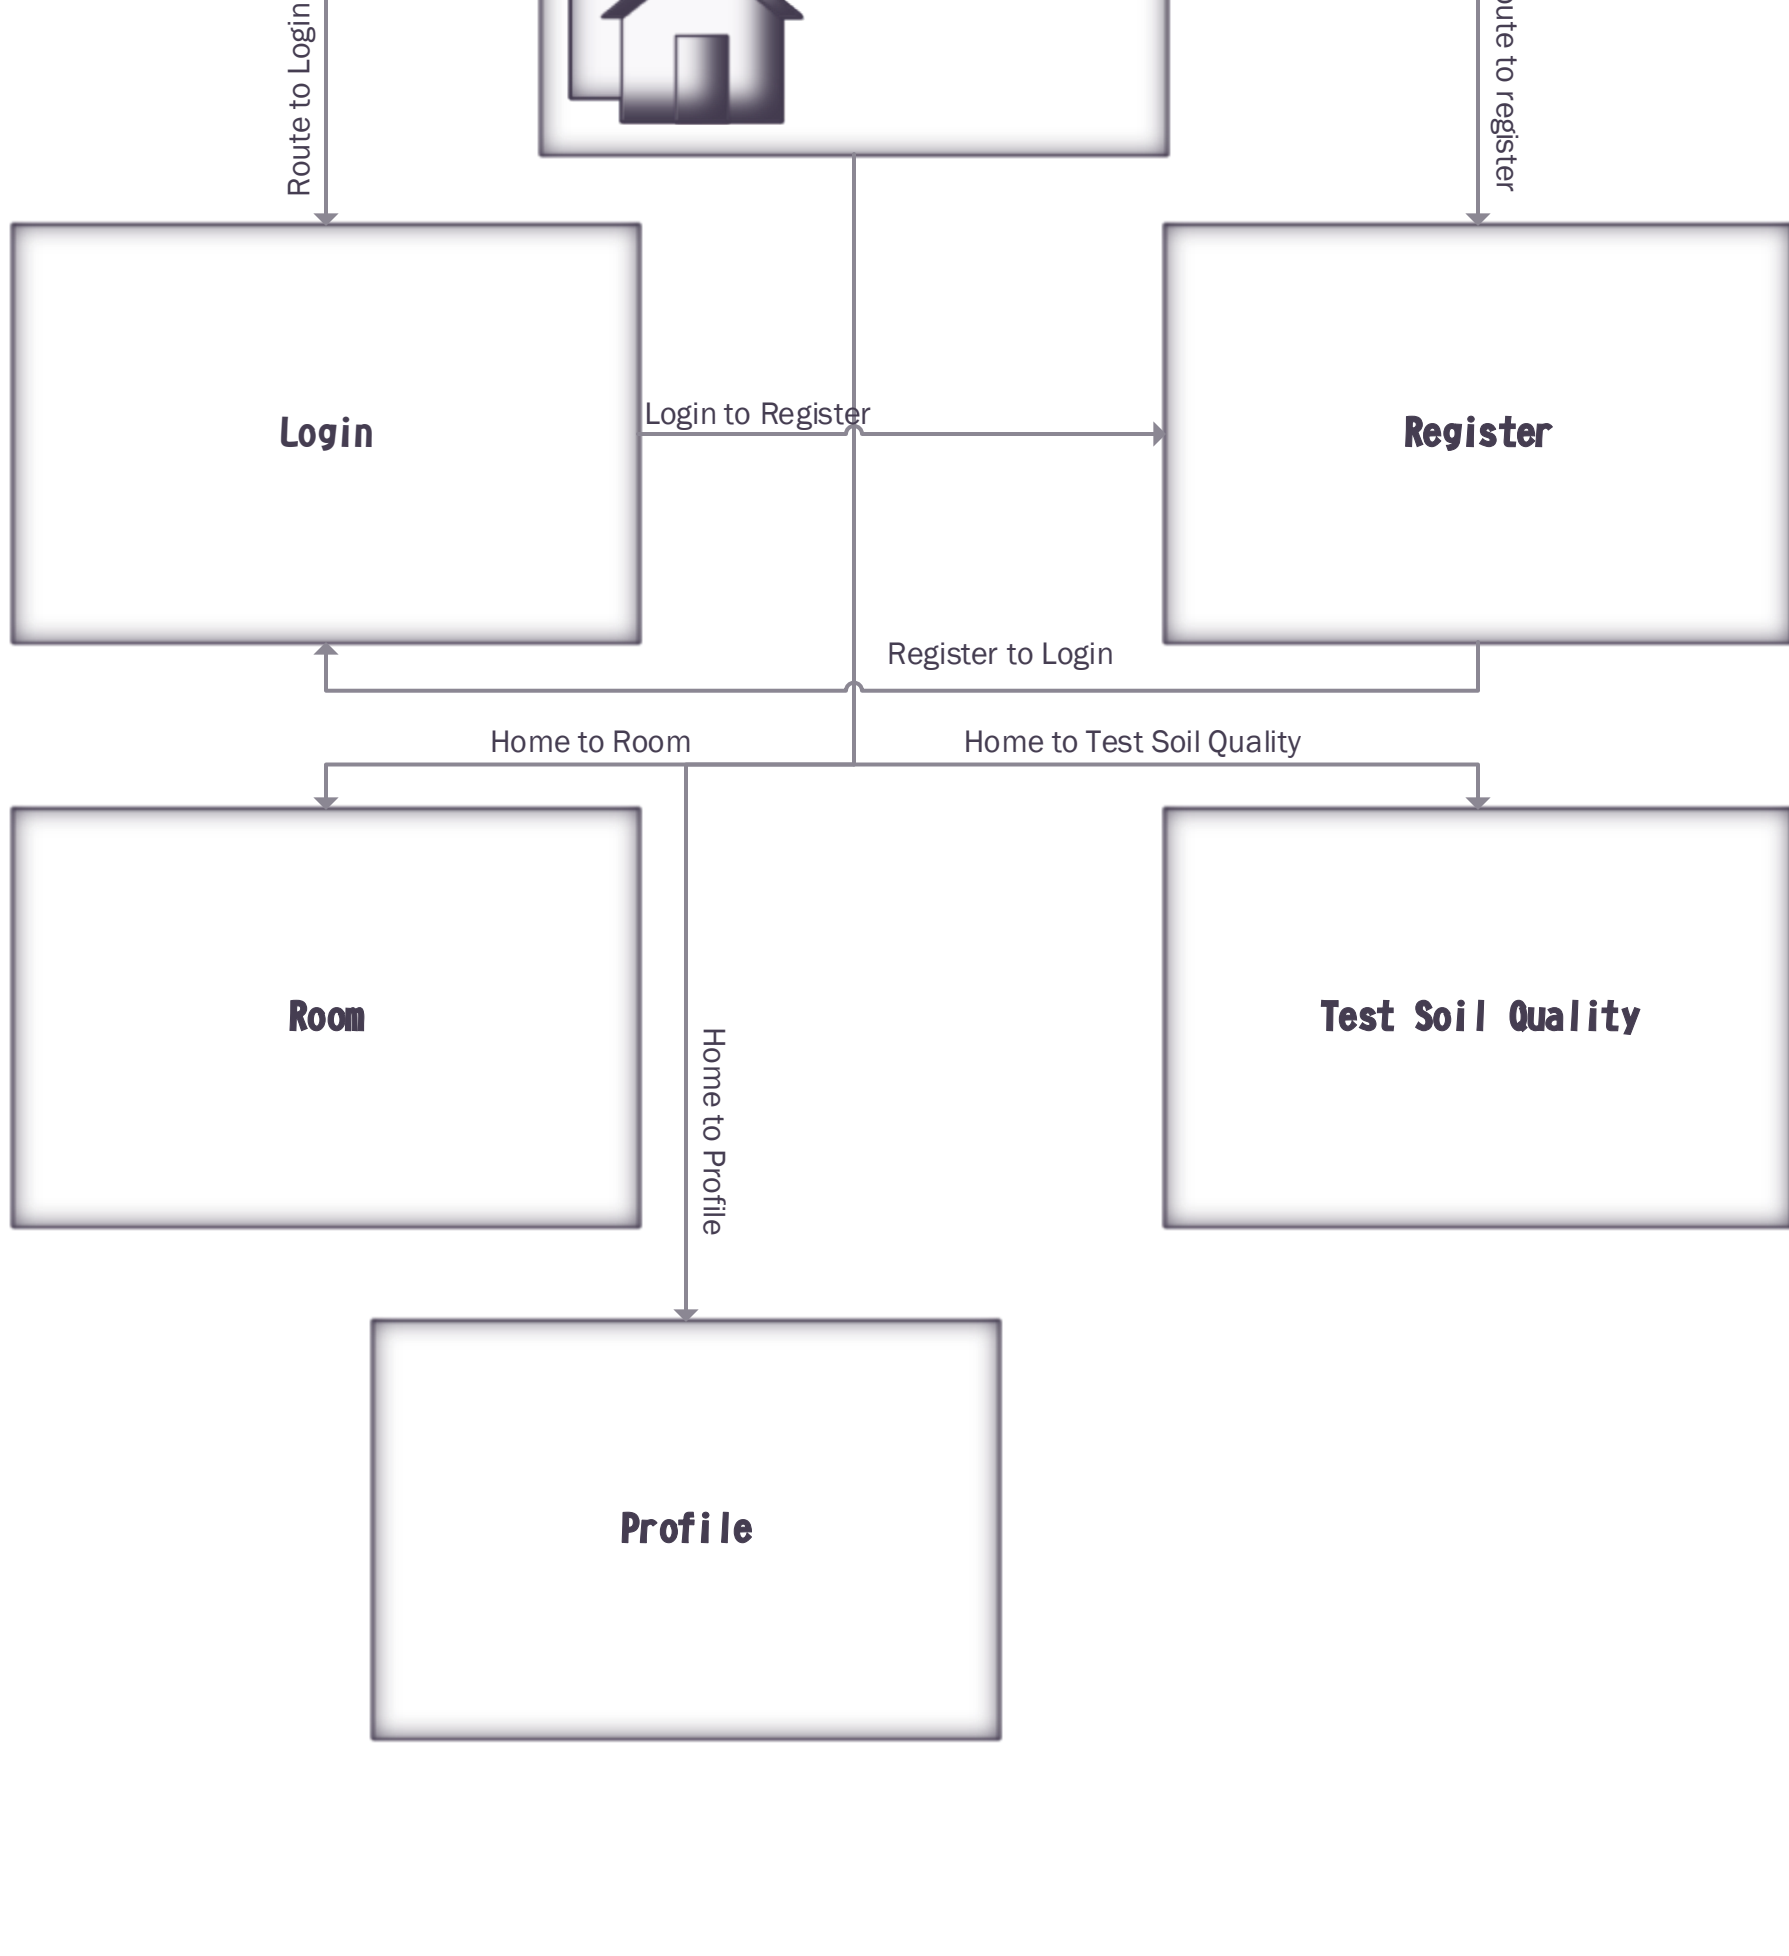 Route to Login
to register
Login to Register
Login
Register
Register to Login
Home to Room
Home to Test Soil Quality
Room
Test Soil Quality
Home to Profile
Profile